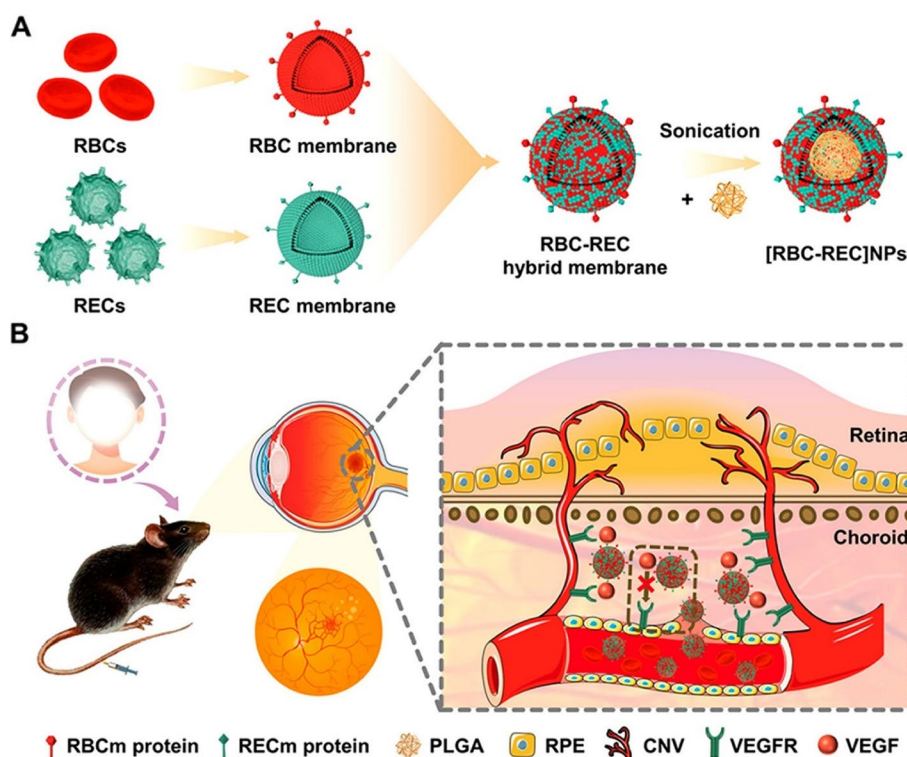 A
RBCs
RBC membrane
RECs
REC membrane
RBC-REC
hybrid membrane
Sonication
+
[RBC-REC]NPs
B
Retina
Choroid
RBCm protein
RECm protein
PLGA
RPE
CNV
VEGFR
VEGF